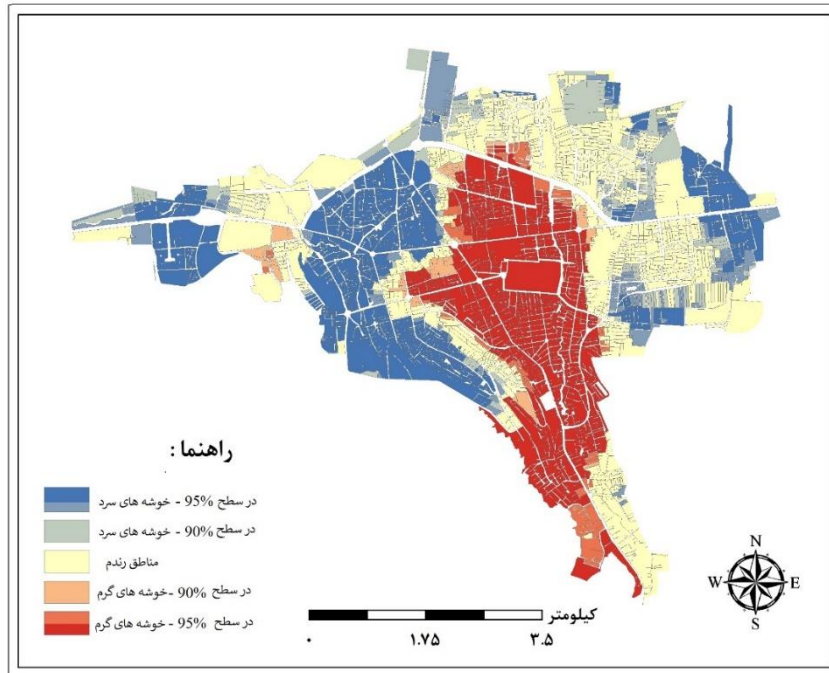 راهنما :
در سطح 95% - خوشه های سرد
در سطح 90% - خوشه های سرد
مناطق رندم
در سطح 90% -خوشه های گرم
در سطح 95% - خوشه های گرم
کیلومتر
۰ ۱.۷۵ ۳.۵
N
W E
S